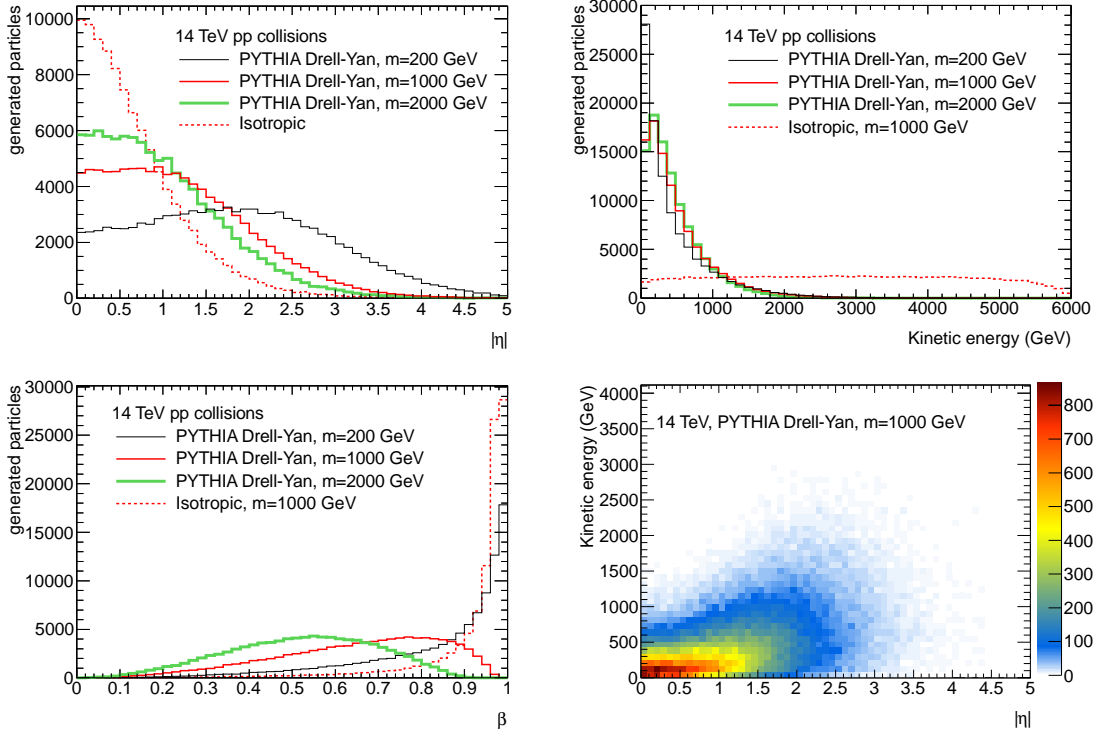 generated particles
10000
8000
6000
4000
2000
0
14 TeV pp collisions
PYTHIA Drell-Yan, m=200 GeV
PYTHIA Drell-Yan, m=1000 GeV
PYTHIA Drell-Yan, m=2000 GeV
Isotropic
0 0.5 1 1.5 2 2.5 3 3.5 4 4.5 5
|η|
generated particles
30000
25000
20000
15000
10000
5000
0
14 TeV pp collisions
PYTHIA Drell-Yan, m=200 GeV
PYTHIA Drell-Yan, m=1000 GeV
PYTHIA Drell-Yan, m=2000 GeV
Isotropic, m=1000 GeV
0 1000 2000 3000 4000 5000 6000
Kinetic energy (GeV)
generated particles
30000
25000
20000
15000
10000
5000
0
14 TeV pp collisions
PYTHIA Drell-Yan, m=200 GeV
PYTHIA Drell-Yan, m=1000 GeV
PYTHIA Drell-Yan, m=2000 GeV
Isotropic, m=1000 GeV
0 0.1 0.2 0.3 0.4 0.5 0.6 0.7 0.8 0.9 1
β
Kinetic energy (GeV)
4000
3500
3000
2500
2000
1500
1000
500
0
14 TeV, PYTHIA Drell-Yan, m=1000 GeV
0 0.5 1 1.5 2 2.5 3 3.5 4 4.5 5
|η|
800
700
600
500
400
300
200
100
0